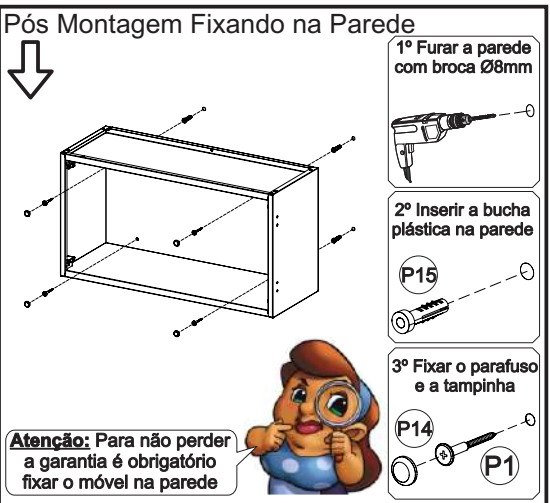 Pós Montagem Fixando na Parede
1º Furar a parede
com broca Ø8mm
2º Inserir a bucha
plástica na parede
P15
3º Fixar o parafuso
e a tampinha
P14
P1
Atenção: Para não perder
a garantia é obrigatório
fixar o móvel na parede